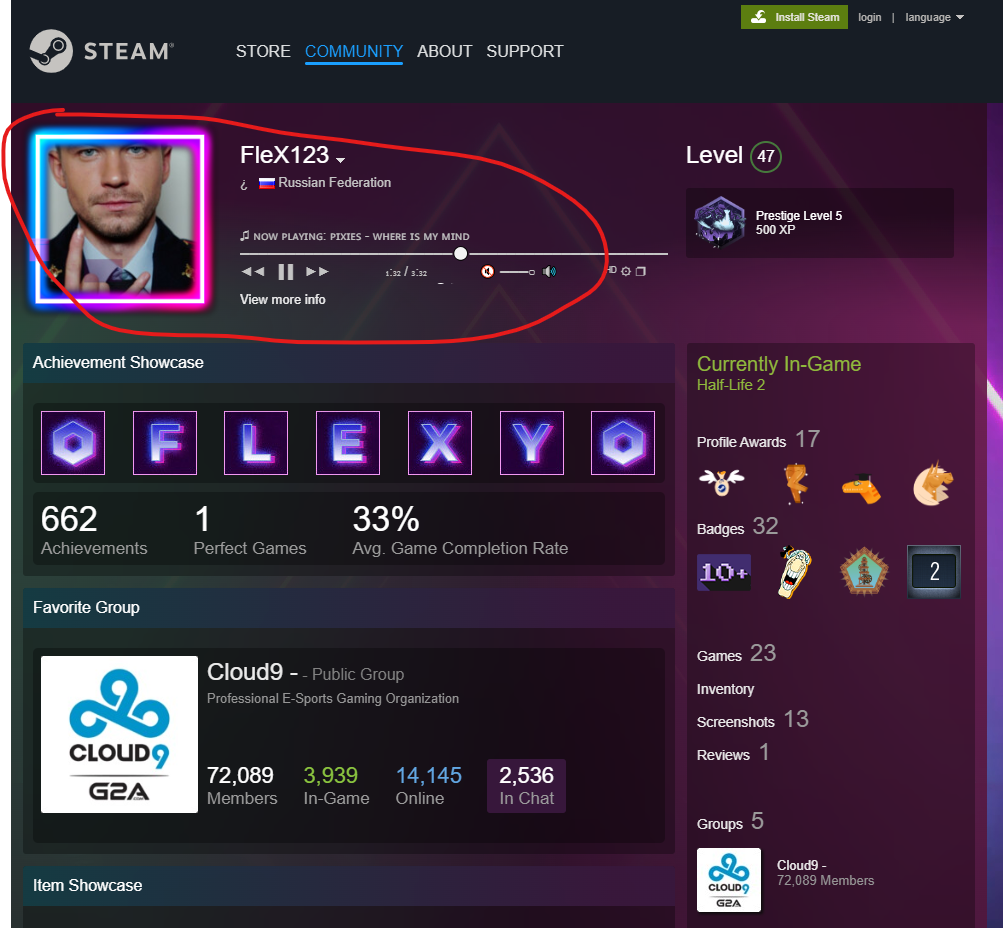 Install Steam login | language
STEAM®
STORE COMMUNITY ABOUT SUPPORT
FleX123
¿ Russian Federation
♫ NOW PLAYING: PIXIES - WHERE IS MY MIND
1:32 / 3:32
HD
View more info
Level 47
Prestige Level 5
500 XP
Achievement Showcase
F L E X Y
662
Achievements
1
Perfect Games
33%
Avg. Game Completion Rate
Favorite Group
CLOUD9
G2A
Cloud9 - - Public Group
Professional E-Sports Gaming Organization
72,089
Members
3,939
In-Game
14,145
Online
2,536
In Chat
Item Showcase
Currently In-Game
Half-Life 2
Profile Awards 17
Badges 32
10+
2
Games 23
Inventory
Screenshots 13
Reviews 1
Groups 5
CLOUD9
G2A
Cloud9 -
72,089 Members